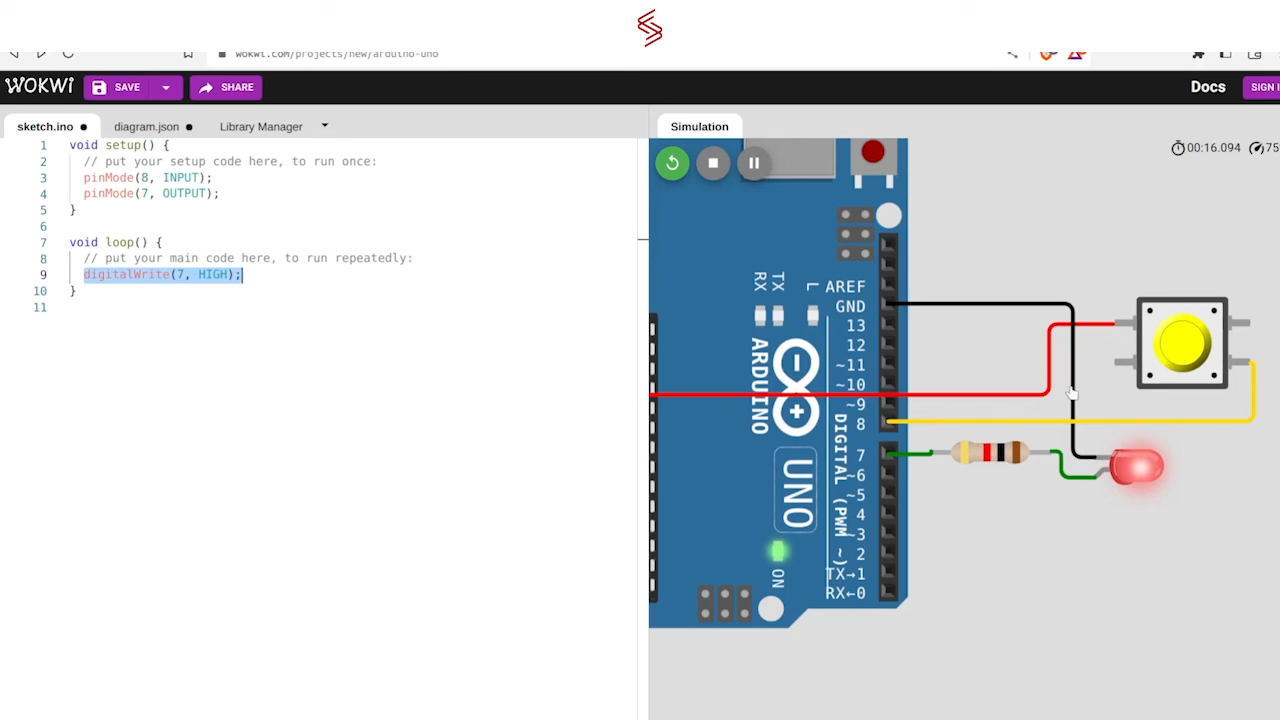 wokwi.com/projects/new/arduino-uno
WOKWI SAVE SHARE Docs SIGN I
sketch.ino diagram.json Library Manager
Simulation
1 void setup() {
2 // put your setup code here, to run once:
3 pinMode(8, INPUT);
4 pinMode(7, OUTPUT);
5 }
6
7 void loop() {
8 // put your main code here, to run repeatedly:
9 digitalWrite(7, HIGH);
10 }
11
00:16.094 75
AREF
GND
13
12
~11
~10
~9
8
7
~6
~5
4
~3
2
TX→1
RX←0
RX
TX
L
ARDUINO
UNO
DIGITAL (PWM ~)
ON